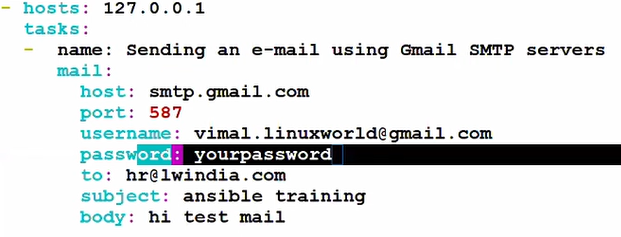 - hosts: 127.0.0.1
  tasks:
  - name: Sending an e-mail using Gmail SMTP servers
    mail:
      host: smtp.gmail.com
      port: 587
      username: vimal.linuxworld@gmail.com
      password: yourpassword
      to: hr@lwindia.com
      subject: ansible training
      body: hi test mail